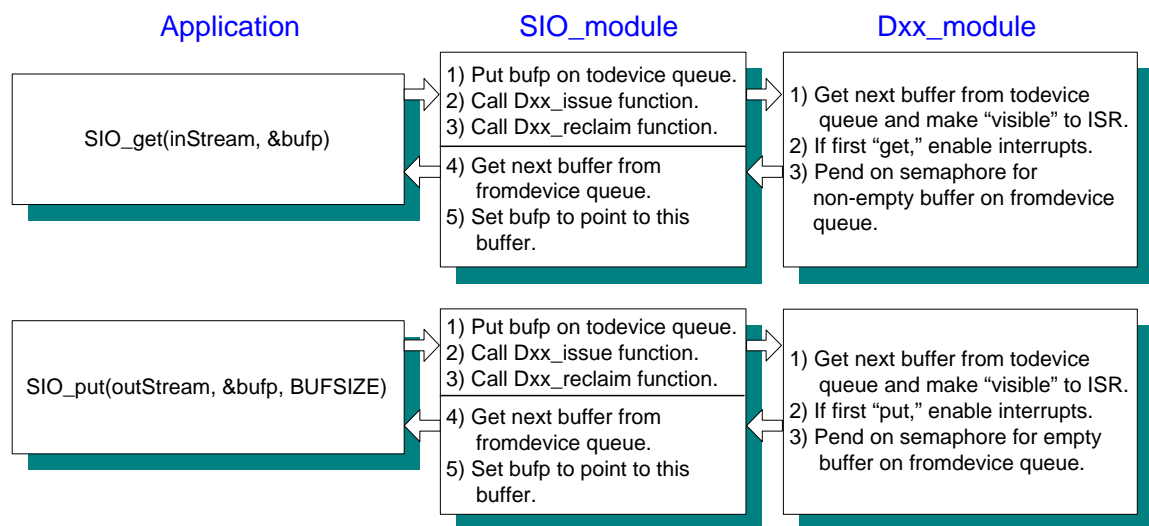 Application
SIO_module
Dxx_module
SIO_get(inStream, &bufp)
1) Put bufp on todevice queue.
2) Call Dxx_issue function.
3) Call Dxx_reclaim function.
4) Get next buffer from
fromdevice queue.
5) Set bufp to point to this
buffer.
1) Get next buffer from todevice
queue and make “visible” to ISR.
2) If first “get,” enable interrupts.
3) Pend on semaphore for
non-empty buffer on fromdevice
queue.
SIO_put(outStream, &bufp, BUFSIZE)
1) Put bufp on todevice queue.
2) Call Dxx_issue function.
3) Call Dxx_reclaim function.
4) Get next buffer from
fromdevice queue.
5) Set bufp to point to this
buffer.
1) Get next buffer from todevice
queue and make “visible” to ISR.
2) If first “put,” enable interrupts.
3) Pend on semaphore for empty
buffer on fromdevice queue.